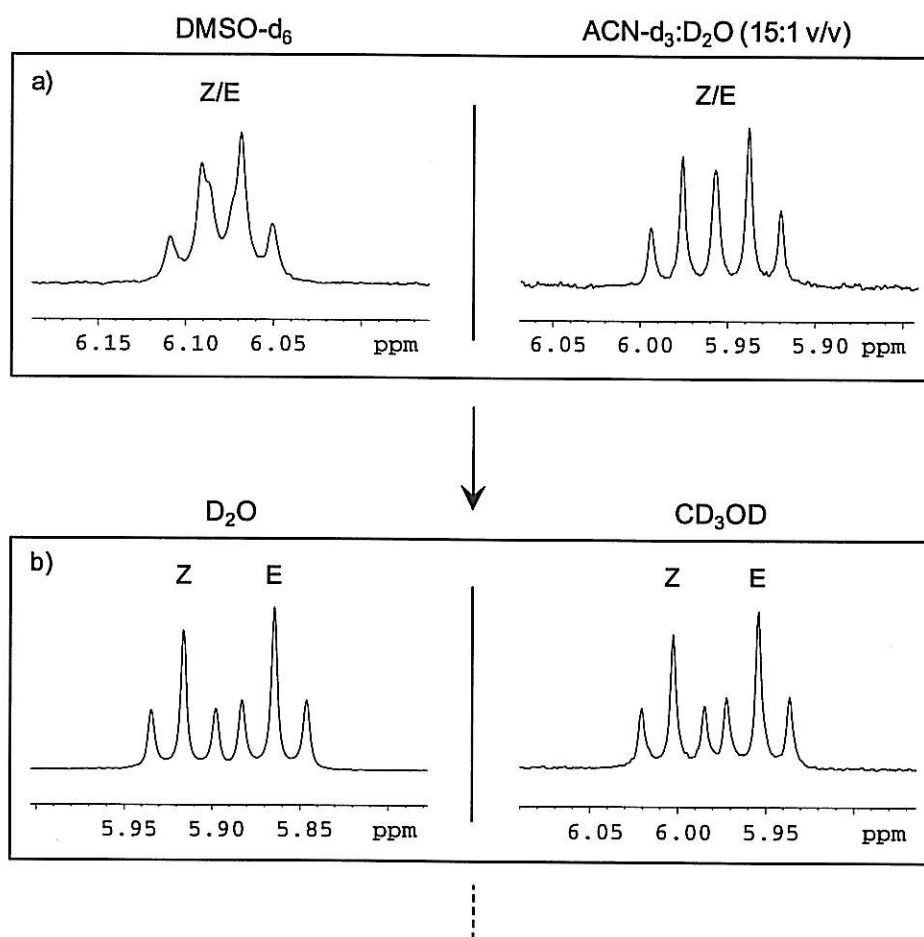 DMSO-d6 ACN-d3:D2O (15:1 v/v)
a)
Z/E Z/E
6.15 6.10 6.05 ppm 6.05 6.00 5.95 5.90 ppm
D2O CD3OD
b)
Z E Z E
5.95 5.90 5.85 ppm 6.05 6.00 5.95 ppm